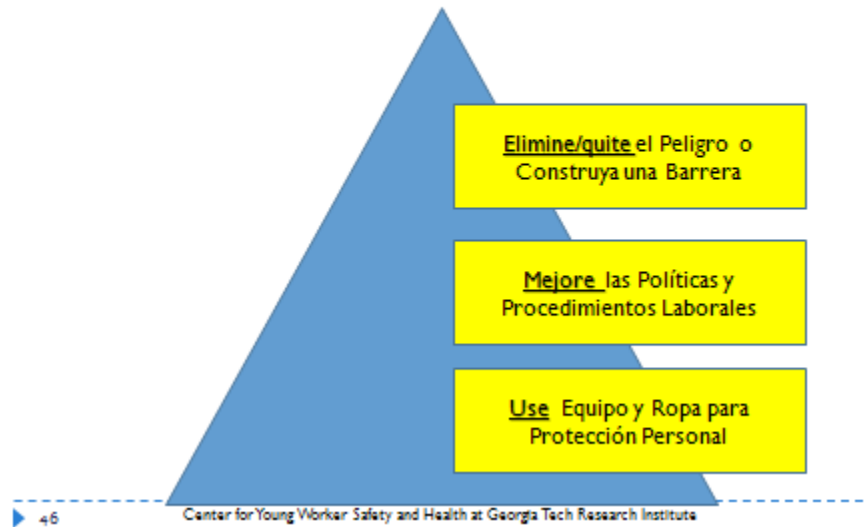 Elimine/quite el Peligro o
Construya una Barrera
Mejore las Políticas y
Procedimientos Laborales
Use Equipo y Ropa para
Protección Personal
46
Center for Young Worker Safety and Health at Georgia Tech Research Institute